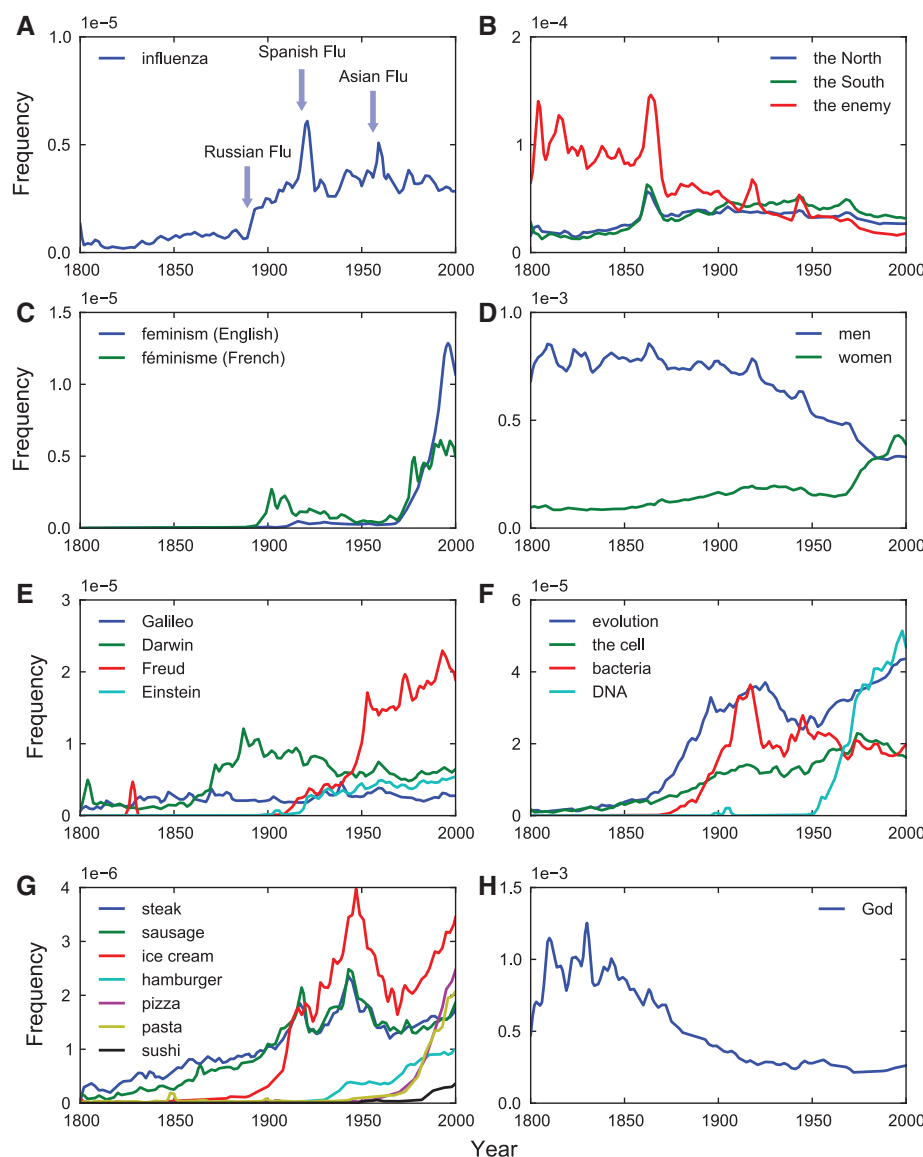 A
1e−5
1.0
0.5
0.0
Frequency
influenza
Spanish Flu
Asian Flu
Russian Flu
1800 1850 1900 1950 2000
B
1e−4
2
1
0
the North
the South
the enemy
1800 1850 1900 1950 2000
C
1e−5
1.5
1.0
0.5
0.0
Frequency
feminism (English)
féminisme (French)
1800 1850 1900 1950 2000
D
1e−3
1.0
0.5
0.0
men
women
1800 1850 1900 1950 2000
E
1e−5
3
2
1
0
Frequency
Galileo
Darwin
Freud
Einstein
1800 1850 1900 1950 2000
F
6 1e−5
4
2
0
evolution
the cell
bacteria
DNA
1800 1850 1900 1950 2000
G
1e−6
4
3
2
1
0
Frequency
steak
sausage
ice cream
hamburger
pizza
pasta
sushi
1800 1850 1900 1950 2000
H
1e−3
1.5
1.0
0.5
0.0
God
1800 1850 1900 1950 2000
Year